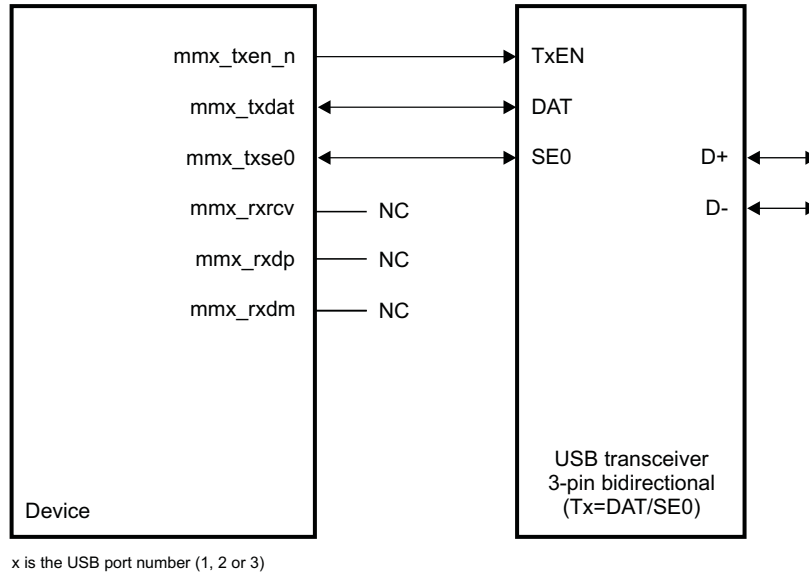 mmx_txen_n TxEN
mmx_txdat DAT
mmx_txse0 SE0 D+
mmx_rxrcv NC D-
mmx_rxdp NC
mmx_rxdm NC
USB transceiver
3-pin bidirectional
(Tx=DAT/SE0)
Device
x is the USB port number (1, 2 or 3)